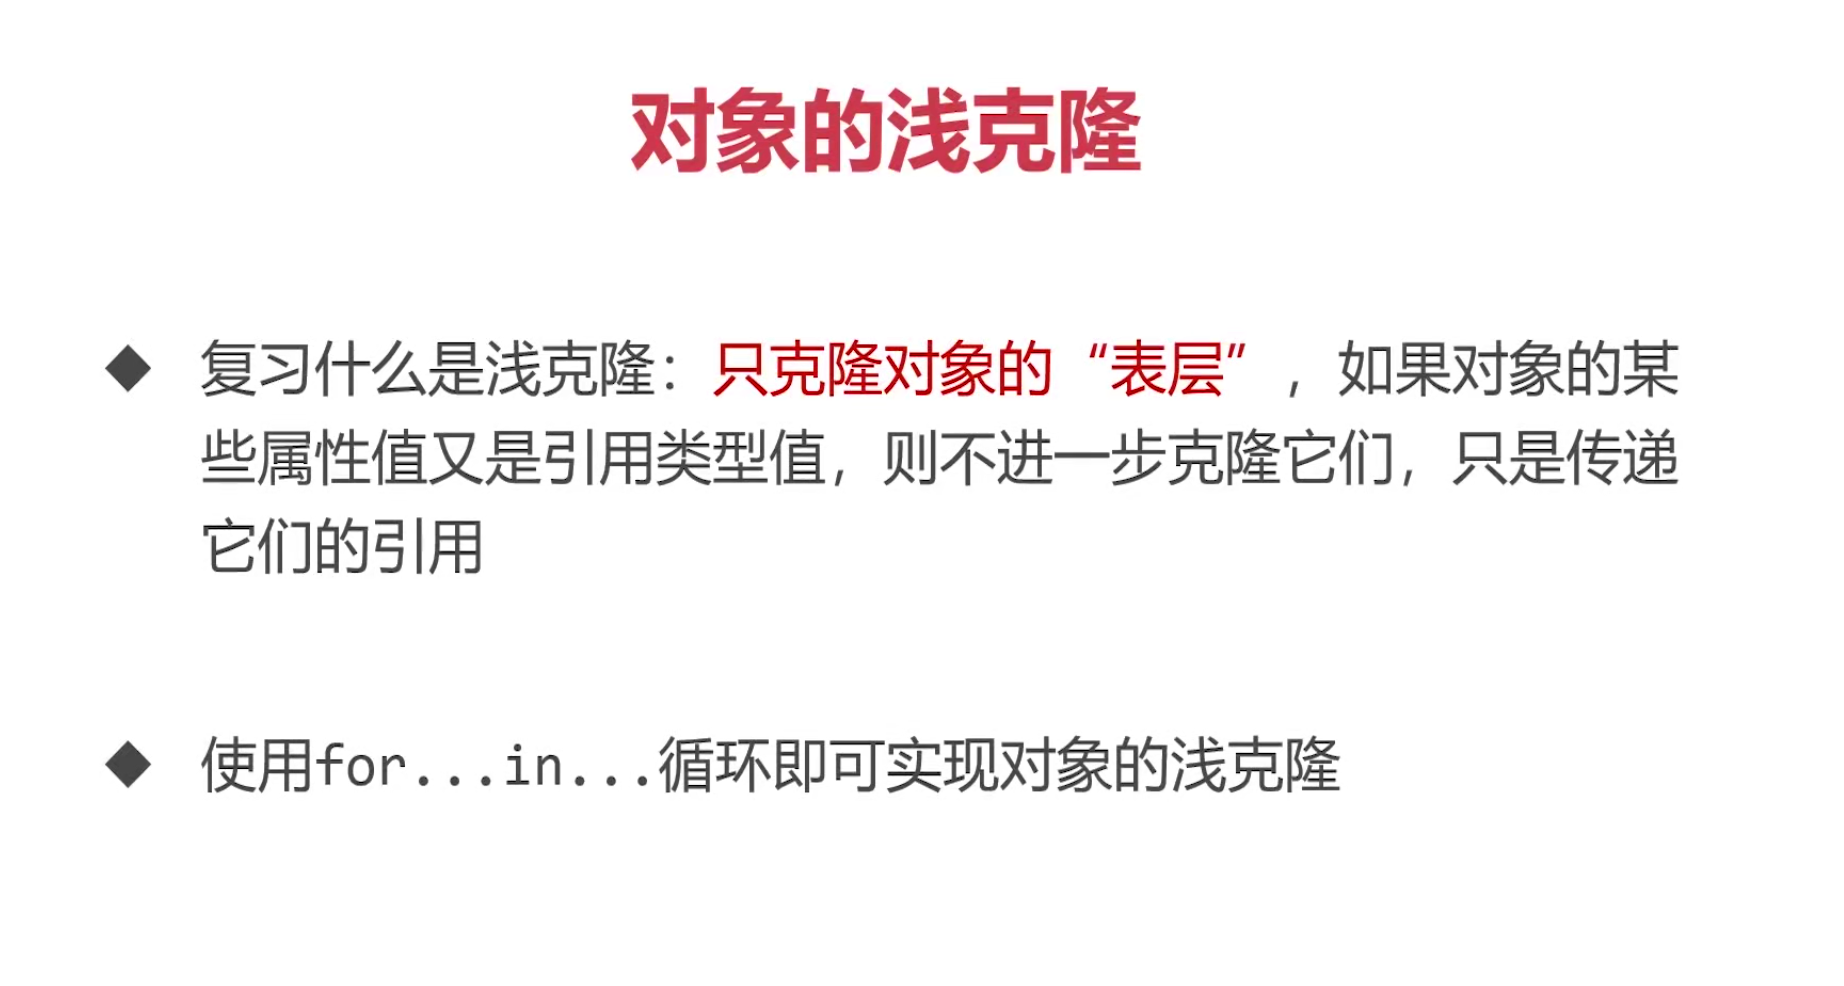 对象的浅克隆
◆ 复习什么是浅克隆：只克隆对象的“表层”，如果对象的某
些属性值又是引用类型值，则不进一步克隆它们，只是传递
它们的引用
◆ 使用for...in...循环即可实现对象的浅克隆